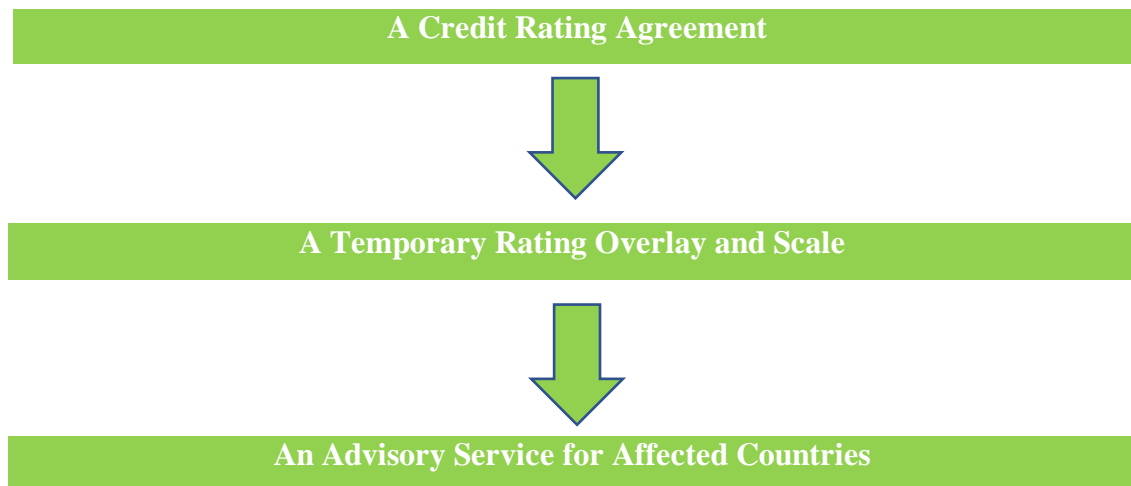 A Credit Rating Agreement
A Temporary Rating Overlay and Scale
An Advisory Service for Affected Countries